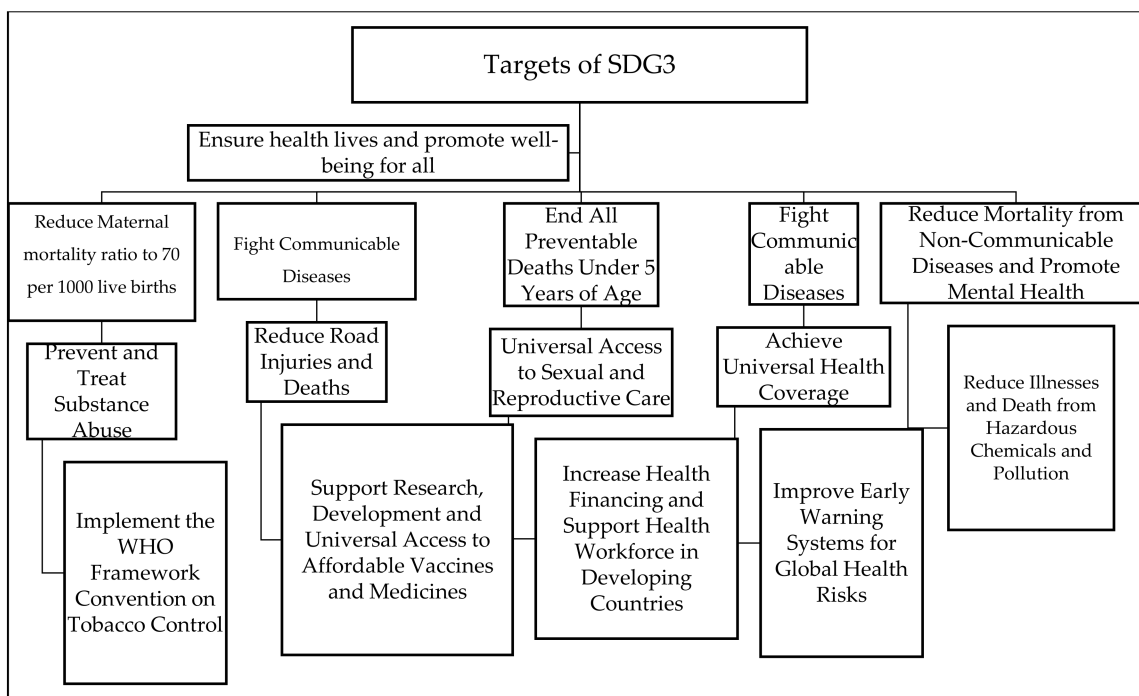 Targets of SDG3
Ensure health lives and promote well-
being for all
Reduce Maternal
mortality ratio to 70
per 1000 live births
Fight Communicable
Diseases
End All
Preventable
Deaths Under 5
Years of Age
Fight
Communic
able
Diseases
Reduce Mortality from
Non-Communicable
Diseases and Promote
Mental Health
Prevent and
Treat
Substance
Abuse
Reduce Road
Injuries and
Deaths
Universal Access
to Sexual and
Reproductive Care
Achieve
Universal Health
Coverage
Reduce Illnesses
and Death from
Hazardous
Chemicals and
Pollution
Implement the
WHO
Framework
Convention on
Tobacco Control
Support Research,
Development and
Universal Access to
Affordable Vaccines
and Medicines
Increase Health
Financing and
Support Health
Workforce in
Developing
Countries
Improve Early
Warning
Systems for
Global Health
Risks